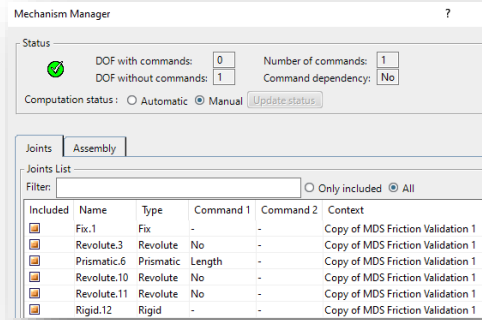 Mechanism Manager ?
Status
DOF with commands: 0 Number of commands: 1
DOF without commands: 1 Command dependency: No
Computation status : Automatic Manual Update status
Joints Assembly
Joints List
Filter: Only included All
Included Name Type Command 1 Command 2 Context
Fix.1 Fix - - Copy of MDS Friction Validation 1
Revolute.3 Revolute No - Copy of MDS Friction Validation 1
Prismatic.6 Prismatic Length - Copy of MDS Friction Validation 1
Revolute.10 Revolute No - Copy of MDS Friction Validation 1
Revolute.11 Revolute No - Copy of MDS Friction Validation 1
Rigid.12 Rigid - - Copy of MDS Friction Validation 1